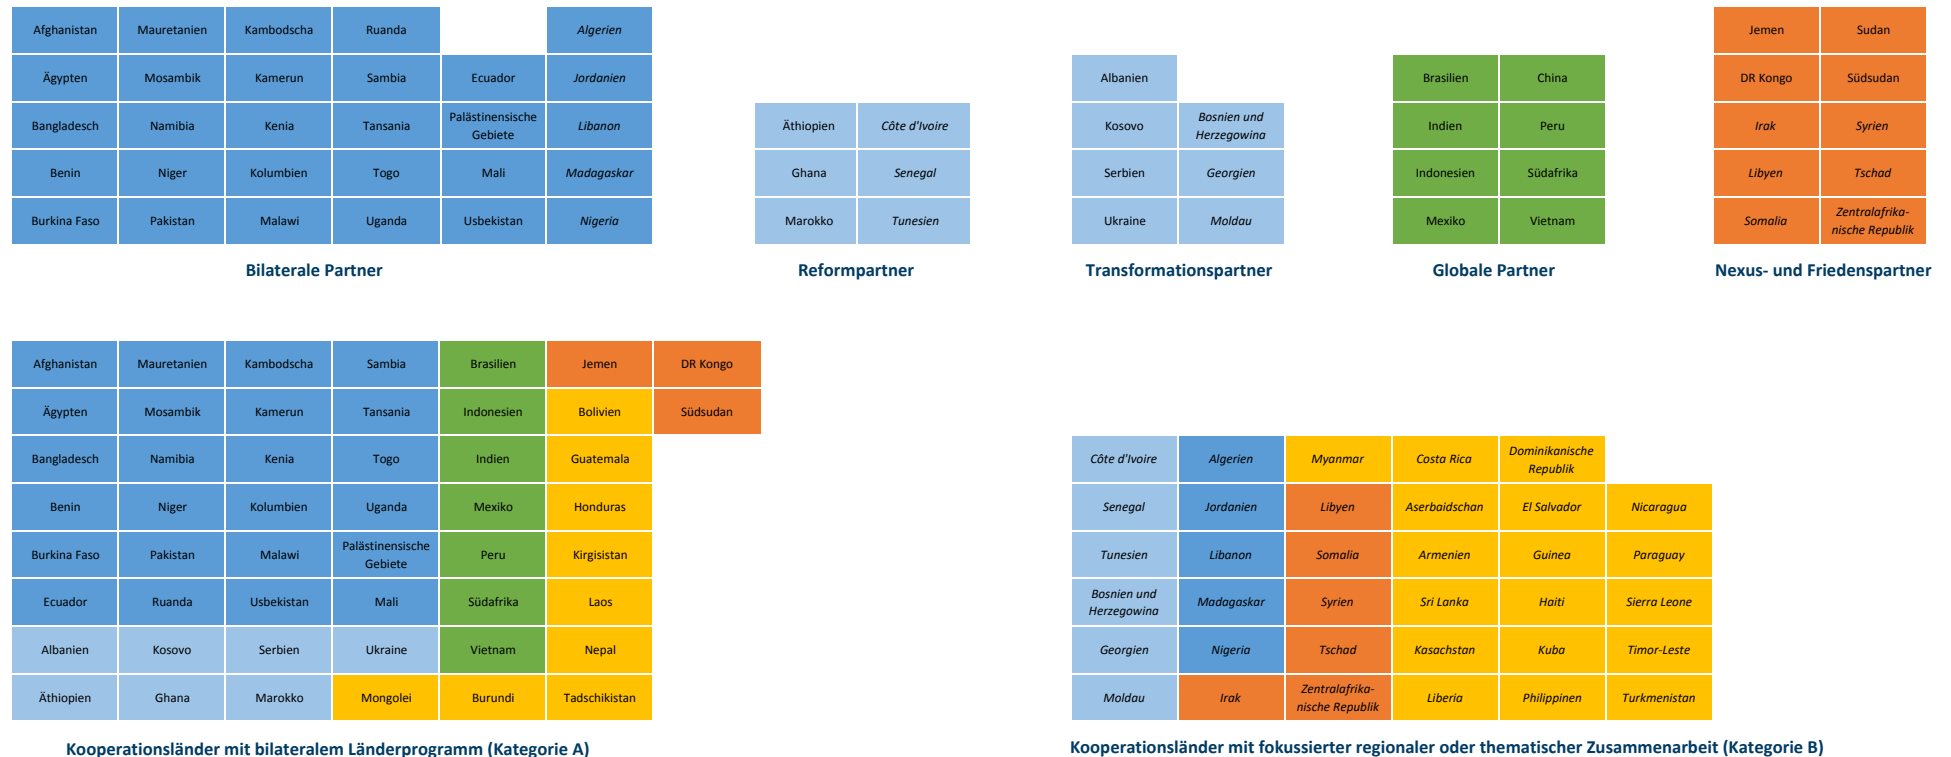 Afghanistan Mauretanien Kambodscha Ruanda Algerien
Ägypten Mosambik Kamerun Sambia Ecuador Jordanien
Bangladesch Namibia Kenia Tansania Palästinensische
Gebiete Libanon
Benin Niger Kolumbien Togo Mali Madagaskar
Burkina Faso Pakistan Malawi Uganda Usbekistan Nigeria
Bilaterale Partner
Äthiopien Côte d'Ivoire
Ghana Senegal
Marokko Tunesien
Reformpartner
Albanien
Kosovo Bosnien und
Herzegowina
Serbien Georgien
Ukraine Moldau
Transformationspartner
Brasilien China
Indien Peru
Indonesien Südafrika
Mexiko Vietnam
Globale Partner
Jemen Sudan
DR Kongo Südsudan
Irak Syrien
Libyen Tschad
Somalia Zentralafrika-
nische Republik
Nexus- und Friedenspartner
Afghanistan Mauretanien Kambodscha Sambia Brasilien Jemen DR Kongo
Ägypten Mosambik Kamerun Tansania Indonesien Bolivien Südsudan
Bangladesch Namibia Kenia Togo Indien Guatemala
Benin Niger Kolumbien Uganda Mexiko Honduras
Burkina Faso Pakistan Malawi Palästinensische
Gebiete Peru Kirgisistan
Ecuador Ruanda Usbekistan Mali Südafrika Laos
Albanien Kosovo Serbien Ukraine Vietnam Nepal
Äthiopien Ghana Marokko Mongolei Burundi Tadschikistan
Kooperationsländer mit bilateralem Länderprogramm (Kategorie A)
Côte d'Ivoire Algerien Myanmar Costa Rica Dominikanische
Republik
Senegal Jordanien Libyen Aserbaidschan El Salvador Nicaragua
Tunesien Libanon Somalia Armenien Guinea Paraguay
Bosnien und
Herzegowina Madagaskar Syrien Sri Lanka Haiti Sierra Leone
Georgien Nigeria Tschad Kasachstan Kuba Timor-Leste
Moldau Irak Zentralafrika-
nische Republik Liberia Philippinen Turkmenistan
Kooperationsländer mit fokussierter regionaler oder thematischer Zusammenarbeit (Kategorie B)